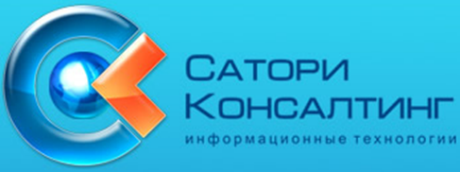 Сатори
Консалтинг
информационные технологии